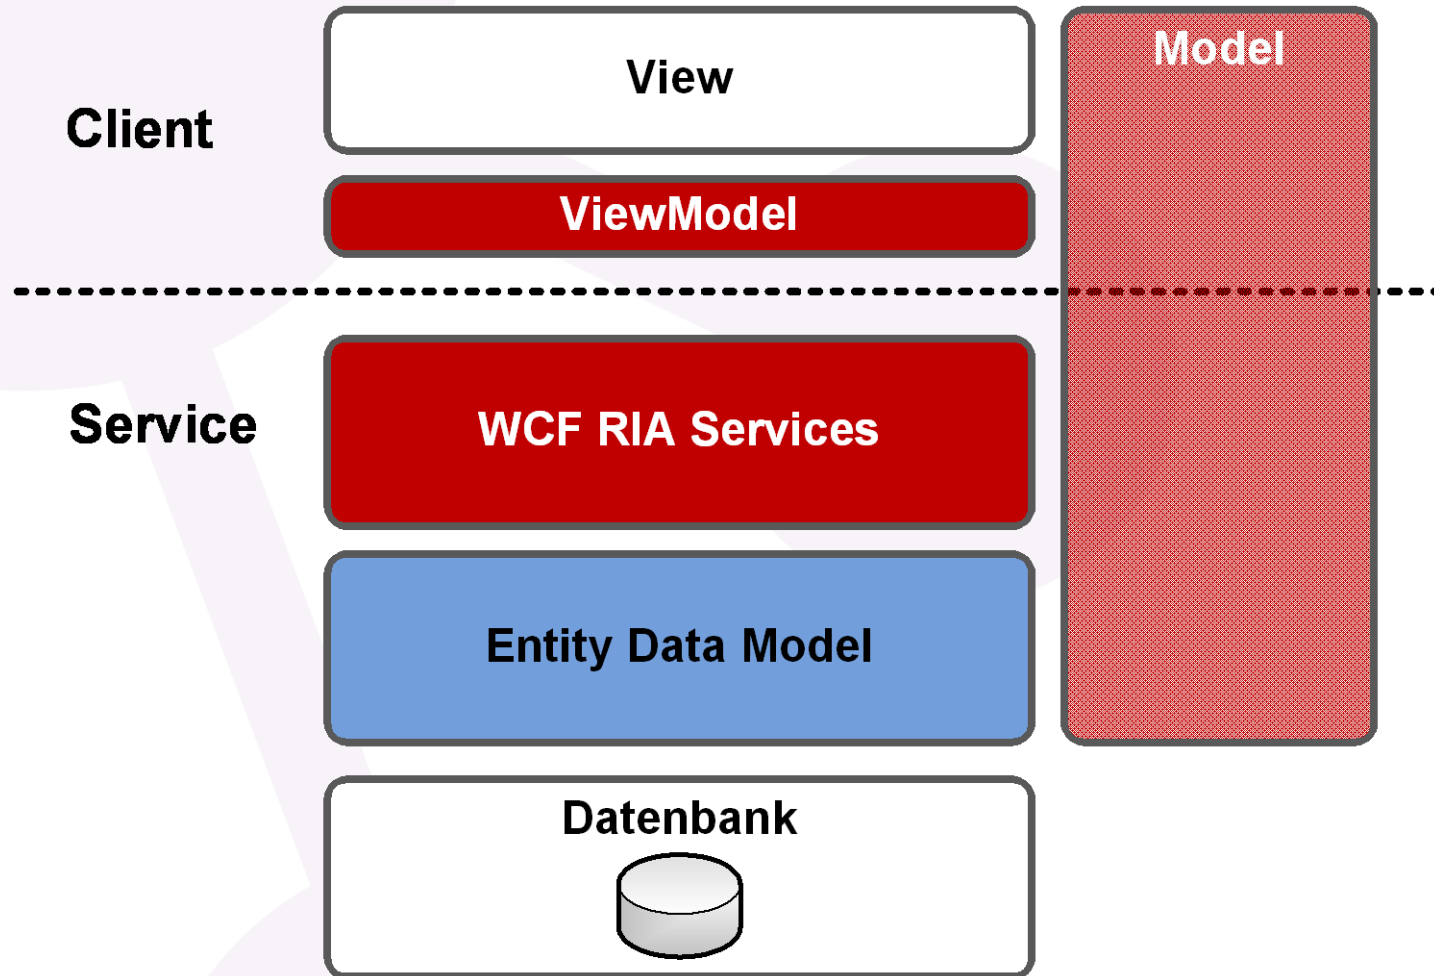 View
Model
Client
ViewModel
Service
WCF RIA Services
Entity Data Model
Datenbank